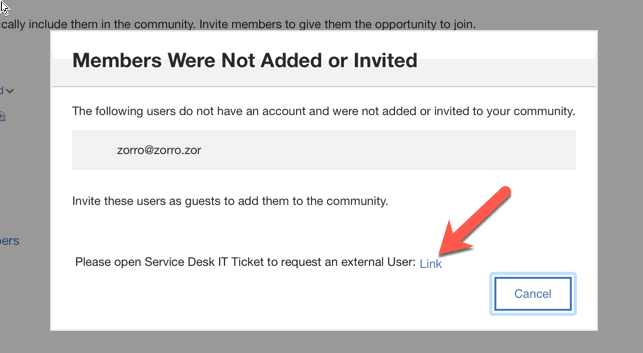 cally include them in the community. Invite members to give them the opportunity to join.
Members Were Not Added or Invited
d
The following users do not have an account and were not added or invited to your community.
zorro@zorro.zor
Invite these users as guests to add them to the community.
bers
Please open Service Desk IT Ticket to request an external User: Link
Cancel